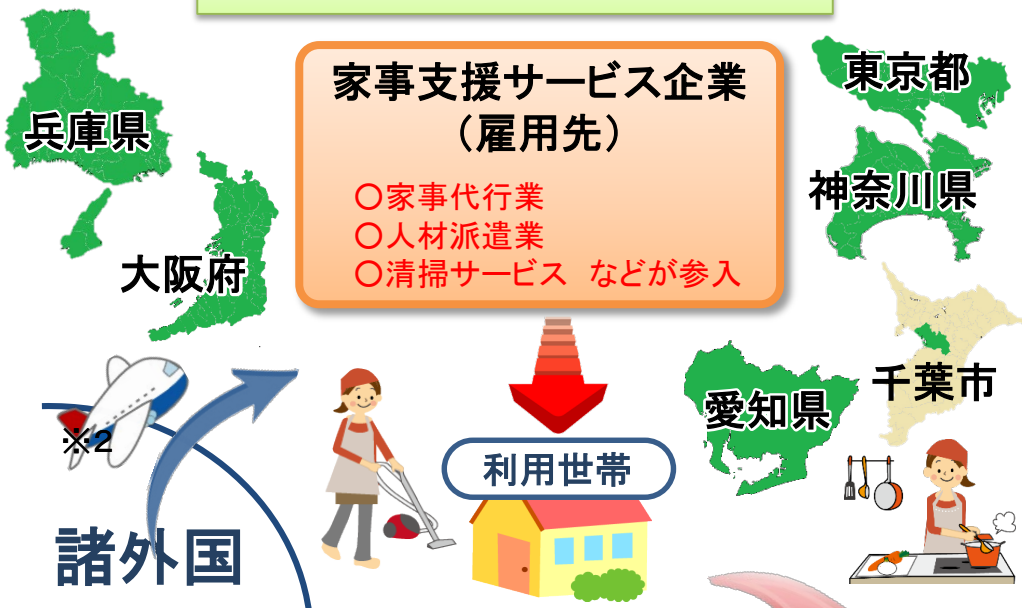 家事支援サービス企業
（雇用先）
○家事代行業
○人材派遣業
○清掃サービス などが参入
兵庫県
大阪府
東京都
神奈川県
千葉市
愛知県
※2
諸外国
利用世帯